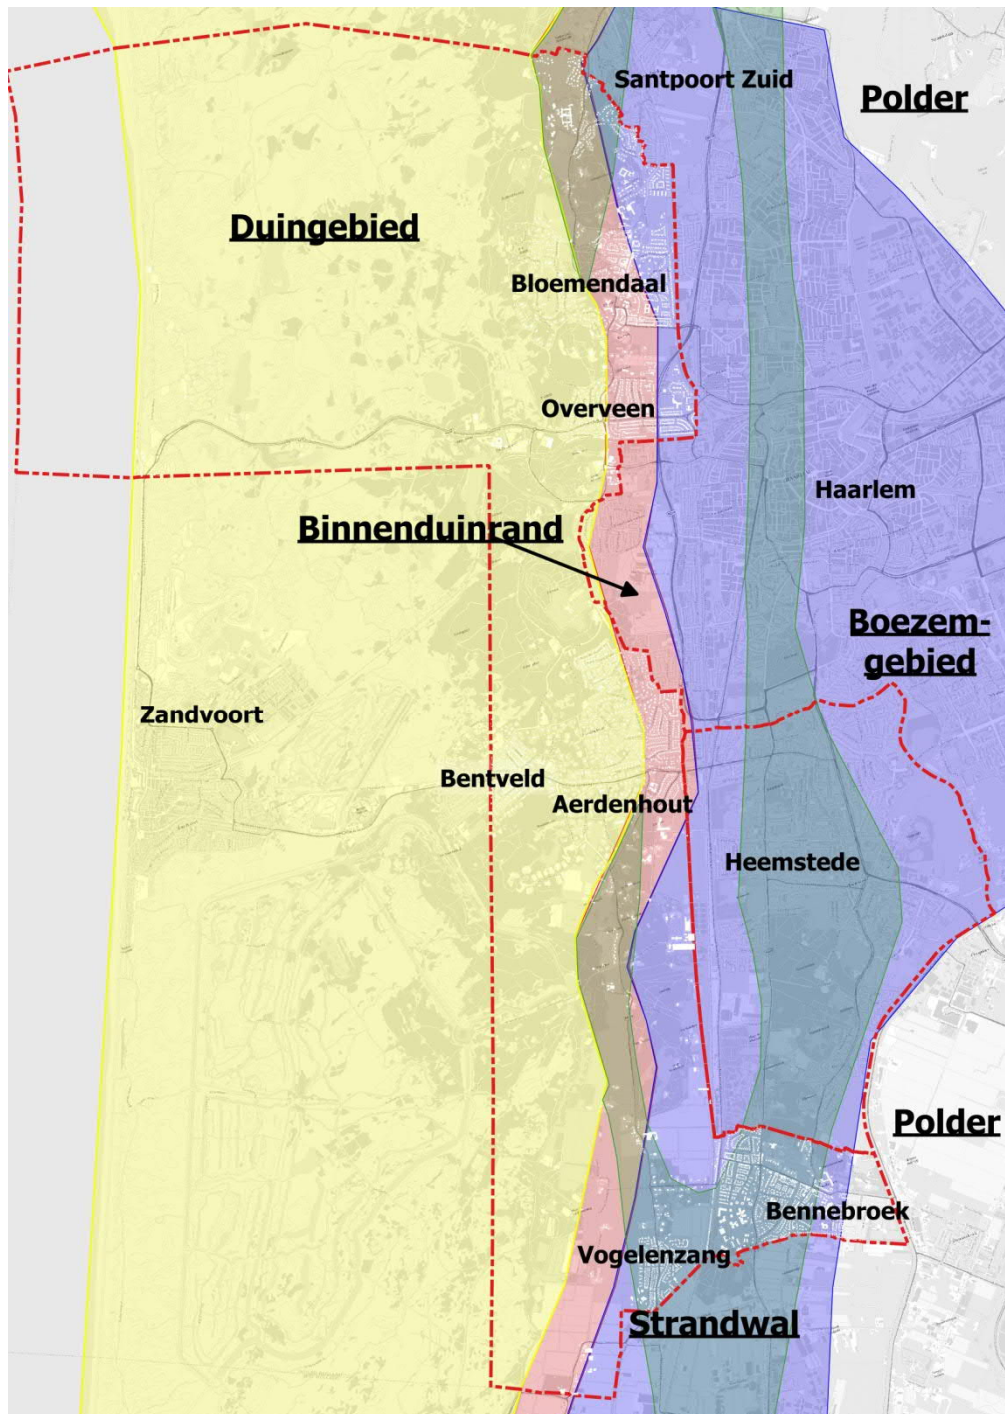 Santpoort Zuid
Polder
Duingebied
Bloemendaal
Overveen
Haarlem
Binnenduinrand
Boezem-
gebied
Zandvoort
Bentveld
Aerdenhout
Heemstede
Polder
Bennebroek
Vogelenzang
Strandwal